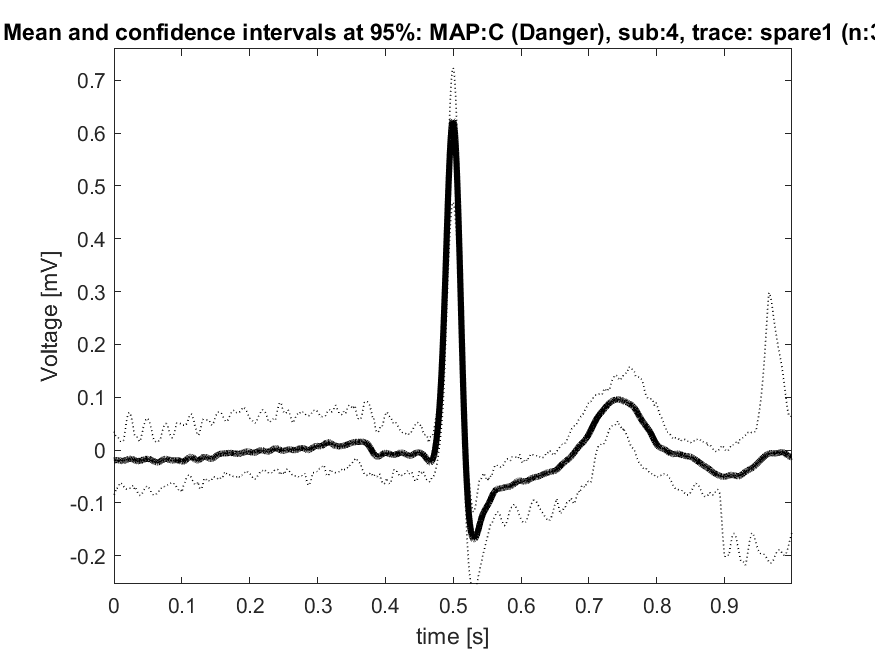 Mean and confidence intervals at 95%: MAP:C (Danger), sub:4, trace: spare1 (n:3
0.7
0.6
0.5
0.4
0.3
0.2
0.1
0
-0.1
-0.2
Voltage [mV]
0 0.1 0.2 0.3 0.4 0.5 0.6 0.7 0.8 0.9
time [s]